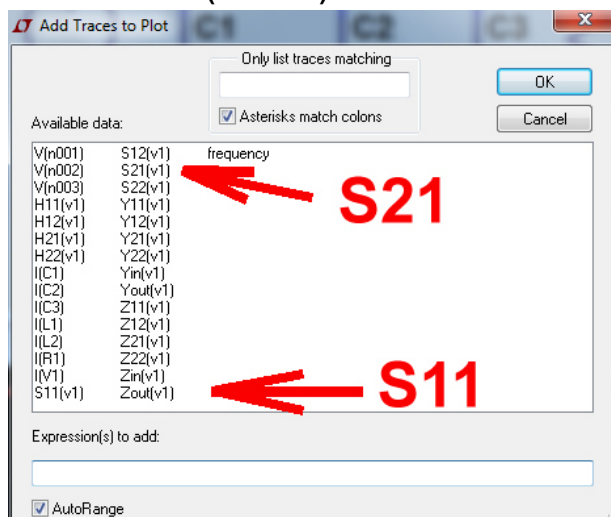 Add Traces to Plot
C1 C2 C3
Only list traces matching
OK
Asterisks match colons
Cancel
Available data:
V(n001) S12(v1) frequency
V(n002) S21(v1)
V(n003) S22(v1)
H11(v1) Y11(v1)
H12(v1) Y12(v1)
H21(v1) Y21(v1)
H22(v1) Y22(v1)
I(C1) Yin(v1)
I(C2) Yout(v1)
I(C3) Z11(v1)
I(L1) Z12(v1)
I(L2) Z21(v1)
I(R1) Z22(v1)
I(V1) Zin(v1)
S11(v1) Zout(v1)
S21
S11
Expression(s) to add:
AutoRange